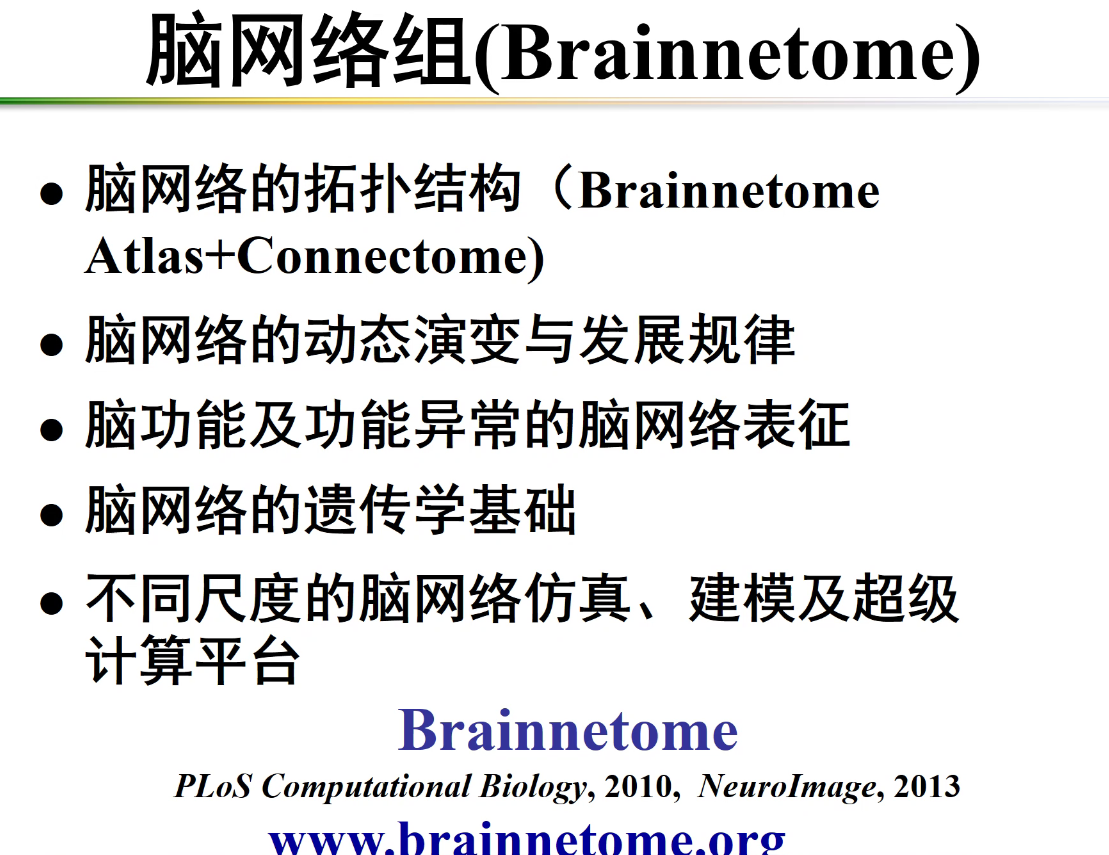 脑网络组(Brainnetome)
● 脑网络的拓扑结构（Brainnetome
Atlas+Connectome)
● 脑网络的动态演变与发展规律
● 脑功能及功能异常的脑网络表征
● 脑网络的遗传学基础
● 不同尺度的脑网络仿真、建模及超级
计算平台
Brainnetome
PLoS Computational Biology, 2010, NeuroImage, 2013
www.brainnetome.org